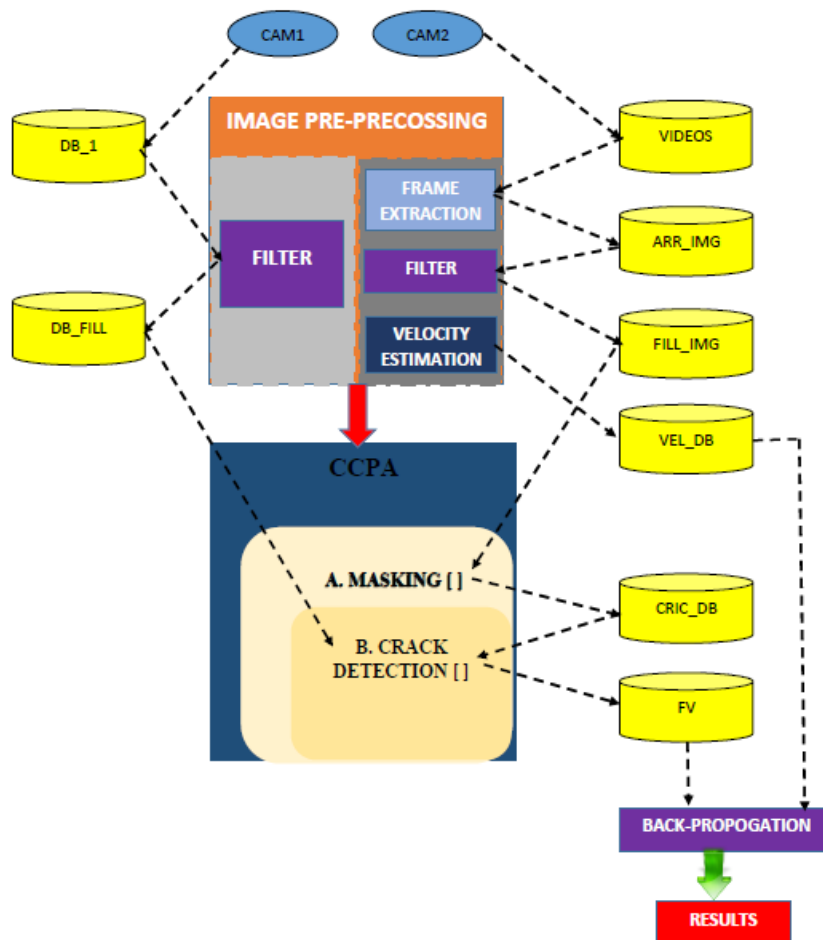 CAM1
CAM2
IMAGE PRE-PRECOSSING
DB_1
VIDEOS
FRAME
EXTRACTION
FILTER
ARR_IMG
FILTER
DB_FILL
FILL_IMG
VELOCITY
ESTIMATION
VEL_DB
CCPA
A. MASKING [ ]
CRIC_DB
B. CRACK
DETECTION [ ]
FV
BACK-PROPOGATION
RESULTS